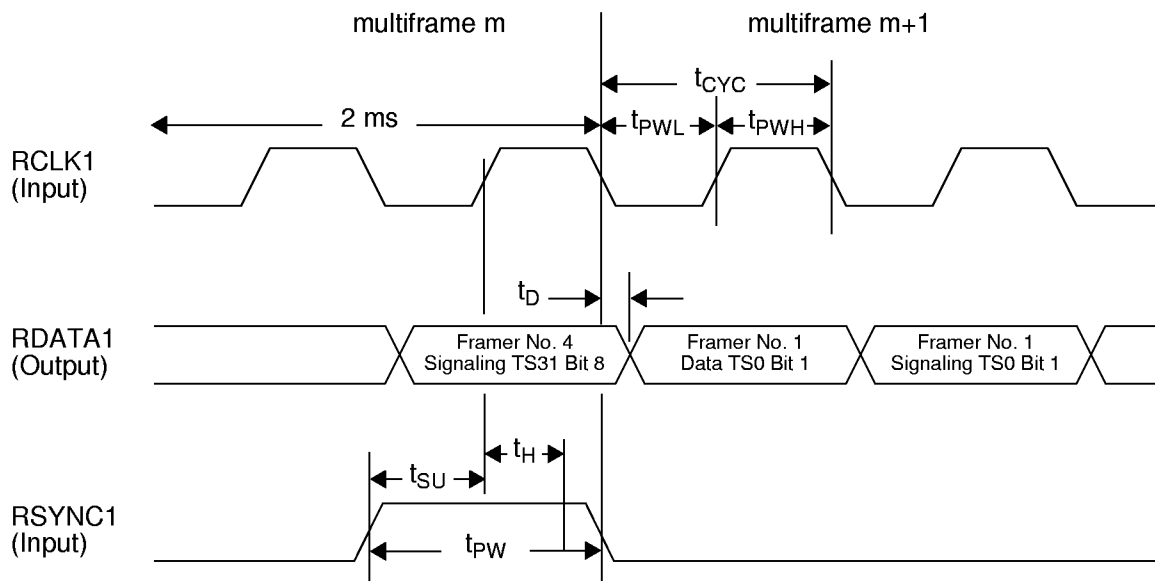 multiframe m
multiframe m+1
tCYC
2 ms
tPWL
tPWH
RCLK1
(Input)
tD
RDATA1
(Output)
Framer No. 4
Signaling TS31 Bit 8
Framer No. 1
Data TS0 Bit 1
Framer No. 1
Signaling TS0 Bit 1
tH
tSU
RSYNC1
(Input)
tPW